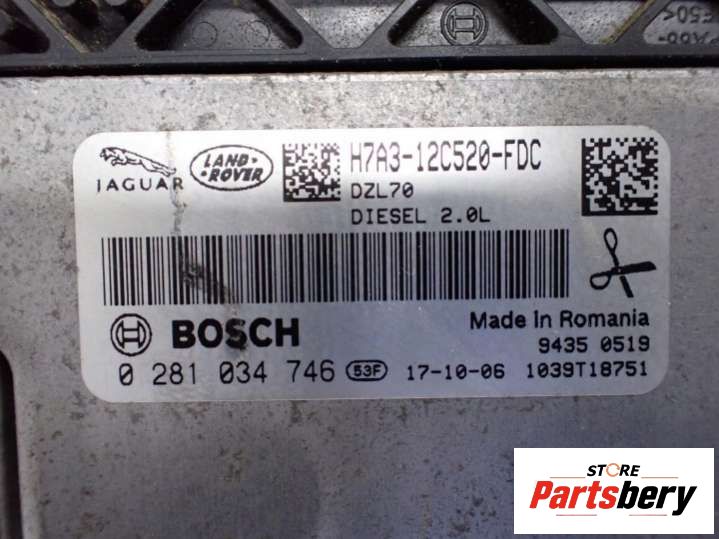 JAGUAR
LAND-
-ROVER
H7A3-12C520-FDC
DZL70
DIESEL 2.0L
BOSCH
Made in Romania
9435 0519
0 281 034 746 53F 17-10-06 1039T18751
STORE
Partsbery